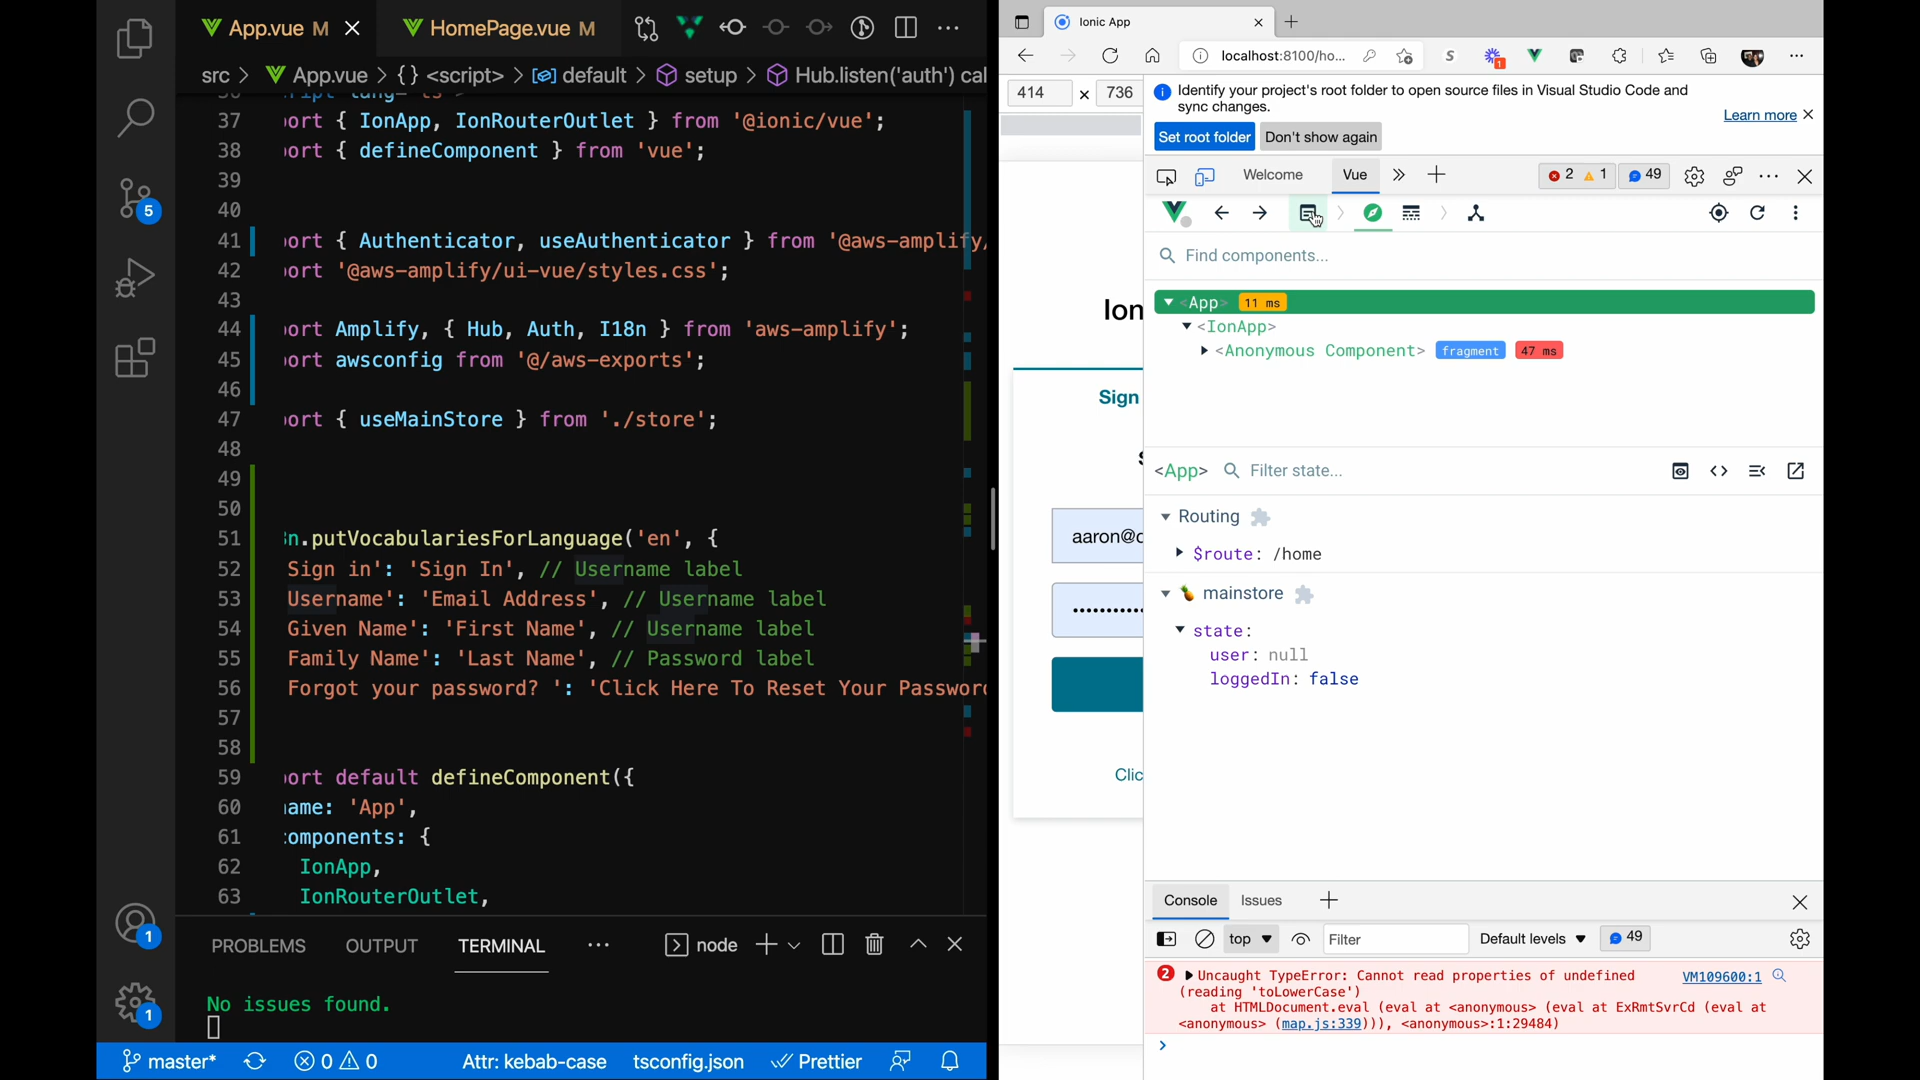 App.vue M
HomePage.vue M
src > App.vue > {} <script> > default > setup > Hub.listen('auth') cal
37 ort { IonApp, IonRouterOutlet } from '@ionic/vue';
38 ort { defineComponent } from 'vue';
39
40
41 ort { Authenticator, useAuthenticator } from '@aws-amplify/
42 ort '@aws-amplify/ui-vue/styles.css';
43
44 ort Amplify, { Hub, Auth, I18n } from 'aws-amplify';
45 ort awsconfig from '@/aws-exports';
46
47 ort { useMainStore } from './store';
48
49
50
51 n.putVocabulariesForLanguage('en', {
52 Sign in': 'Sign In', // Username label
53 Username': 'Email Address', // Username label
54 Given Name': 'First Name', // Username label
55 Family Name': 'Last Name', // Password label
56 Forgot your password? ': 'Click Here To Reset Your Passwor
57
58
59 ort default defineComponent({
60 ame: 'App',
61 omponents: {
62 IonApp,
63 IonRouterOutlet,
5
1
1
PROBLEMS OUTPUT TERMINAL ··· node
No issues found.
master* 0 0 Attr: kebab-case tsconfig.json Prettier
Ionic App
localhost:8100/ho...
S
1
414 × 736
Identify your project's root folder to open source files in Visual Studio Code and
sync changes.
Learn more
Set root folder Don't show again
Welcome Vue 2 1 49
Find components...
<App> 11 ms
<IonApp>
<Anonymous Component> fragment 47 ms
<App> Filter state...
Routing
$route: /home
mainstore
state:
user: null
loggedIn: false
Ion
Sign
S
aaron@c
Clic
Console Issues
top Filter Default levels 49
2 Uncaught TypeError: Cannot read properties of undefined VM109600:1
(reading 'toLowerCase')
at HTMLDocument.eval (eval at <anonymous> (eval at ExRmtSvrCd (eval at
<anonymous> (map.js:339))), <anonymous>:1:29484)